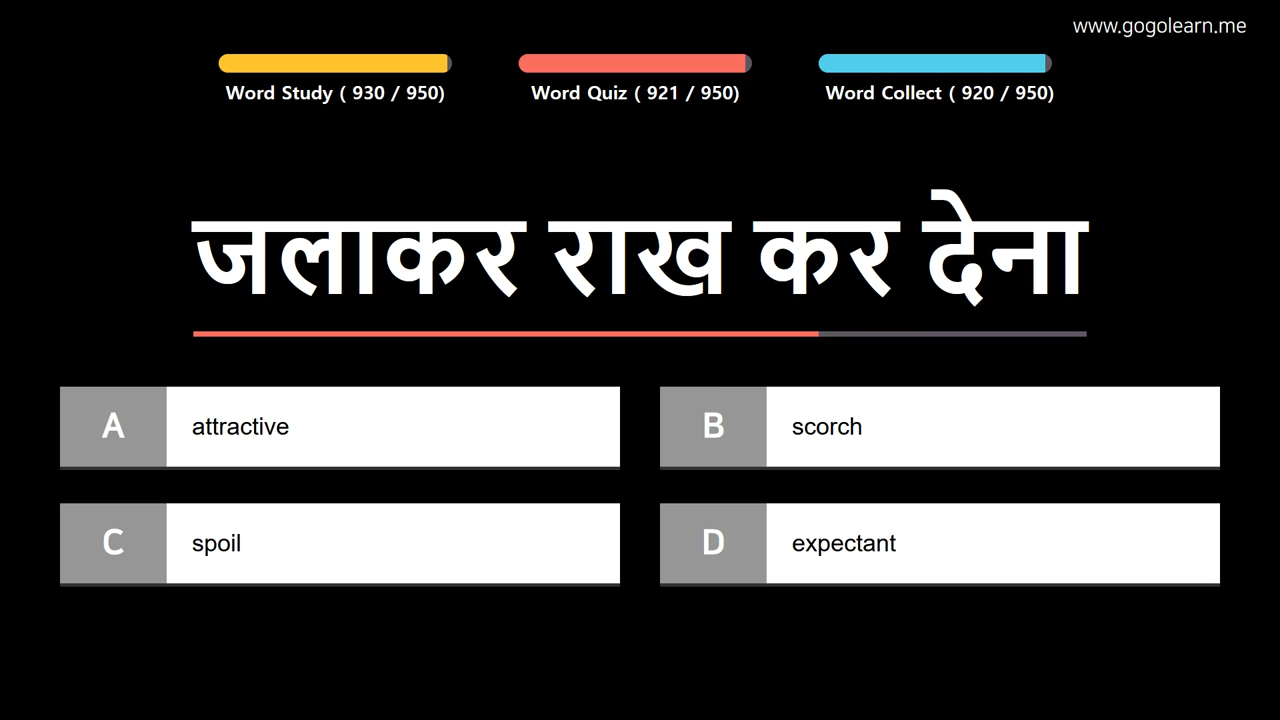 www.gogolearn.me
Word Study ( 930 / 950)
Word Quiz ( 921 / 950)
Word Collect ( 920 / 950)
जलाकर राख कर देना
A
attractive
B
scorch
C
spoil
D
expectant